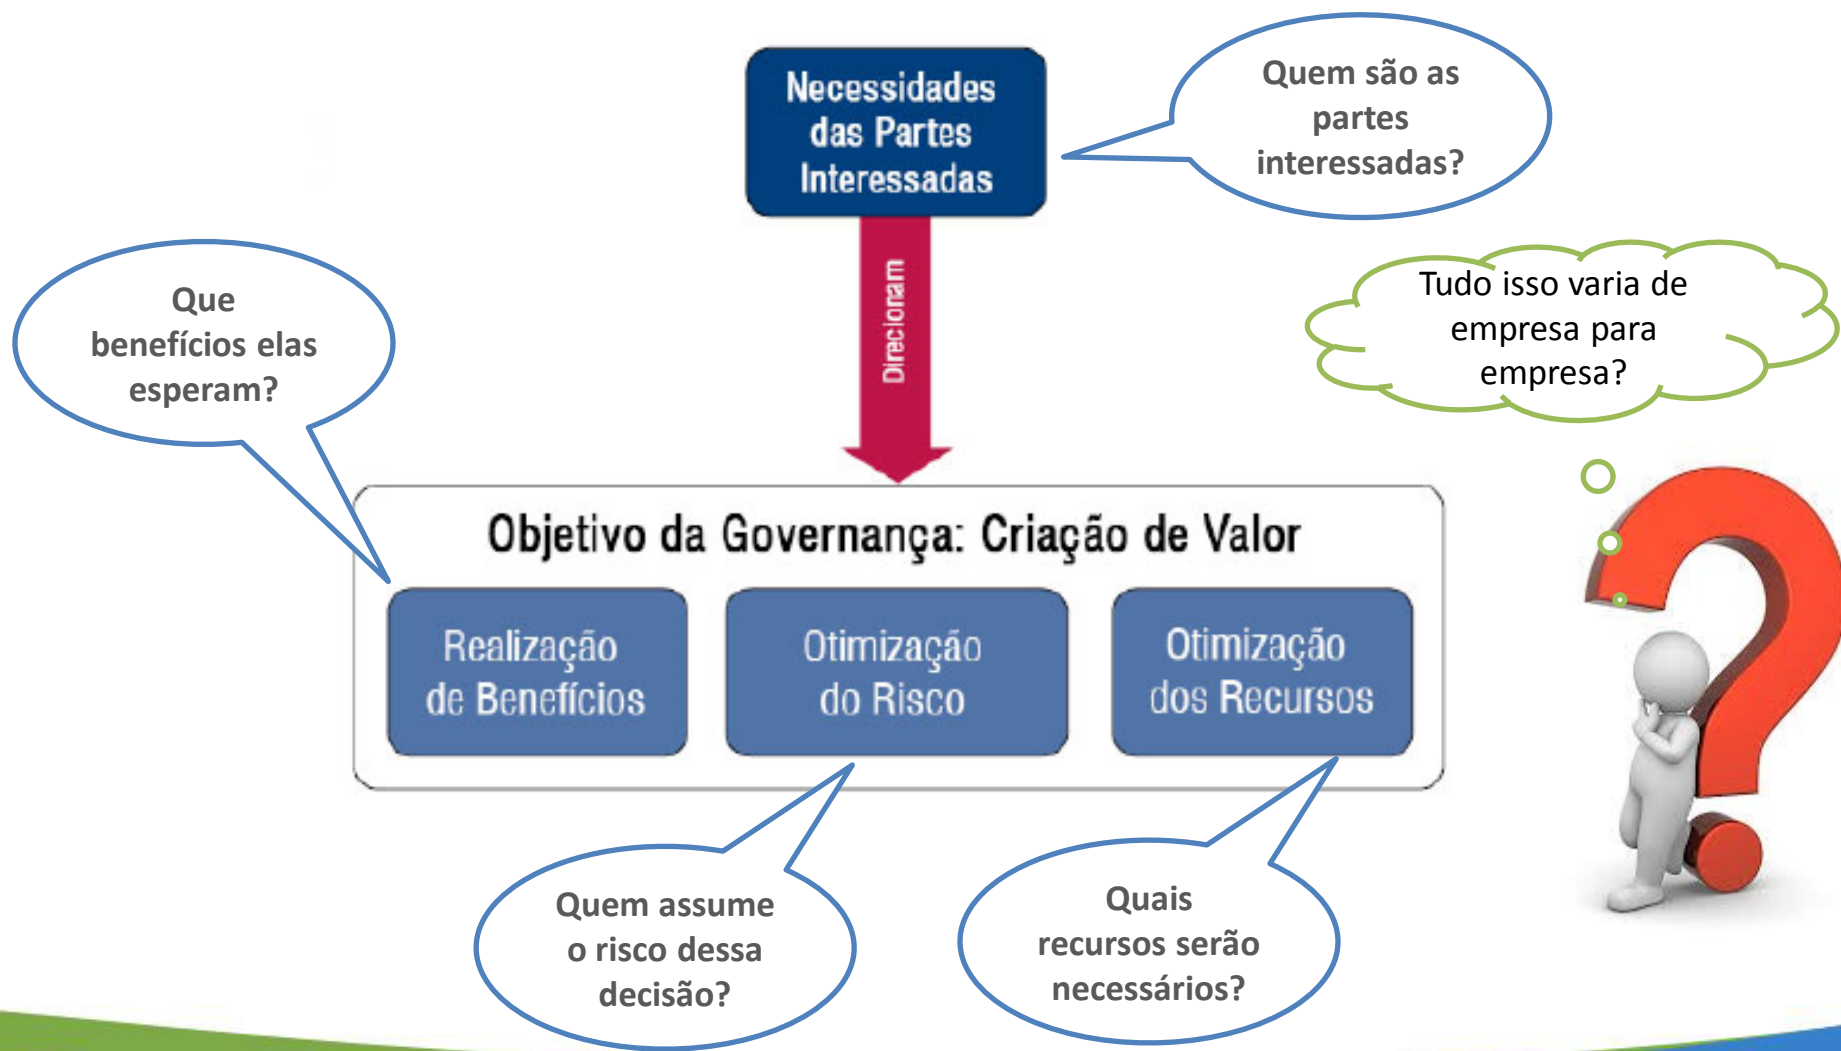 Necessidades
das Partes
Interessadas
Quem são as
partes
interessadas?
Direcionam
Tudo isso varia de
empresa para
empresa?
Que
benefícios elas
esperam?
Objetivo da Governança: Criação de Valor
Realização
de Benefícios
Otimização
do Risco
Otimização
dos Recursos
Quem assume
o risco dessa
decisão?
Quais
recursos serão
necessários?